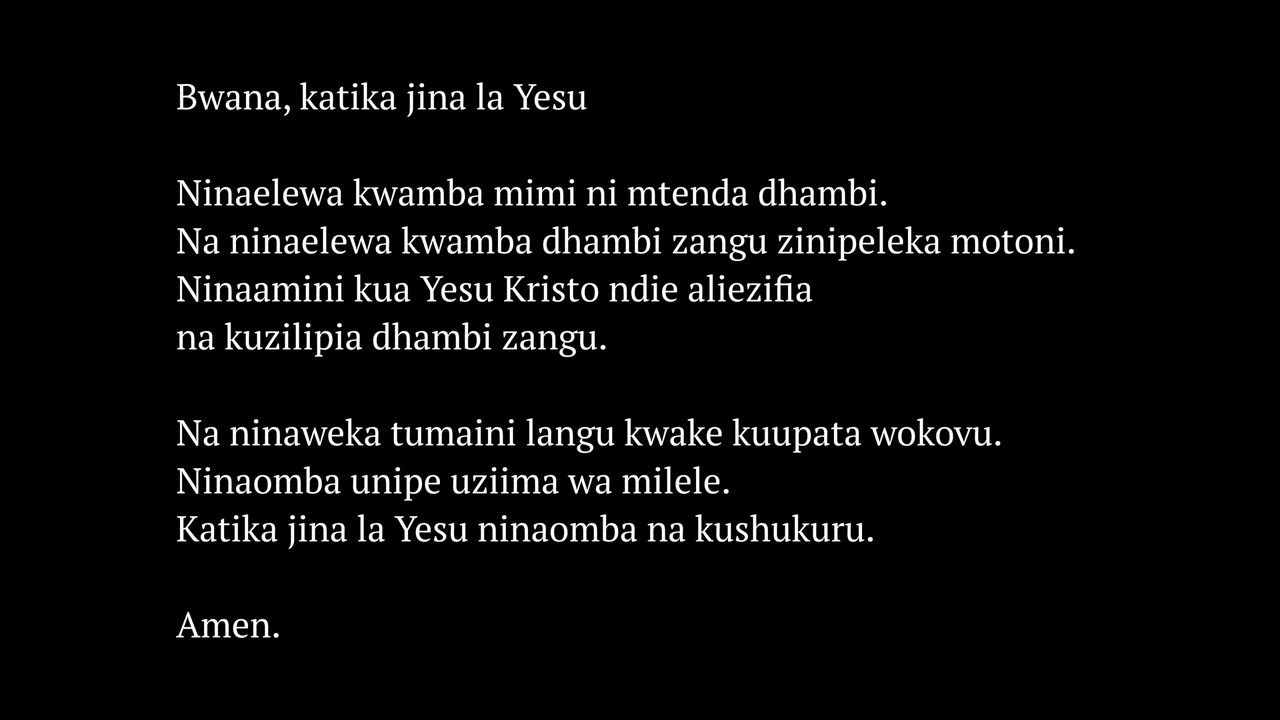 Bwana, katika jina la Yesu
Ninaelewa kwamba mimi ni mtenda dhambi.
Na ninaelewa kwamba dhambi zangu zinipeleka motoni.
Ninaamini kua Yesu Kristo ndie aliezifia
na kuzilipia dhambi zangu.
Na ninaweka tumaini langu kwake kuupata wokovu.
Ninaomba unipe uziima wa milele.
Katika jina la Yesu ninaomba na kushukuru.
Amen.